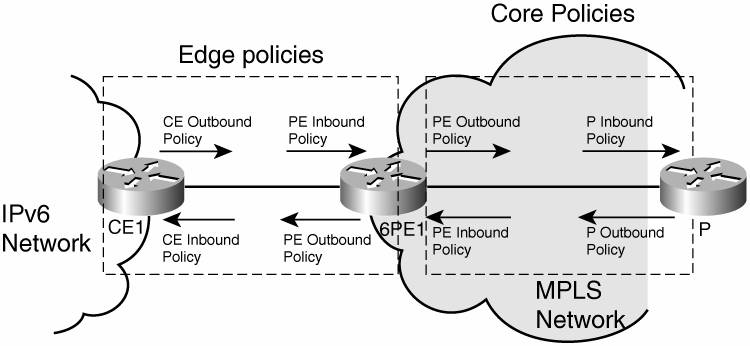 Core Policies
Edge policies
CE Outbound
Policy
PE Inbound
Policy
PE Outbound
Policy
P Inbound
Policy
IPv6
Network
CE1
6PE1
P
CE Inbound
Policy
PE Outbound
Policy
PE Inbound
Policy
P Outbound
Policy
MPLS
Network